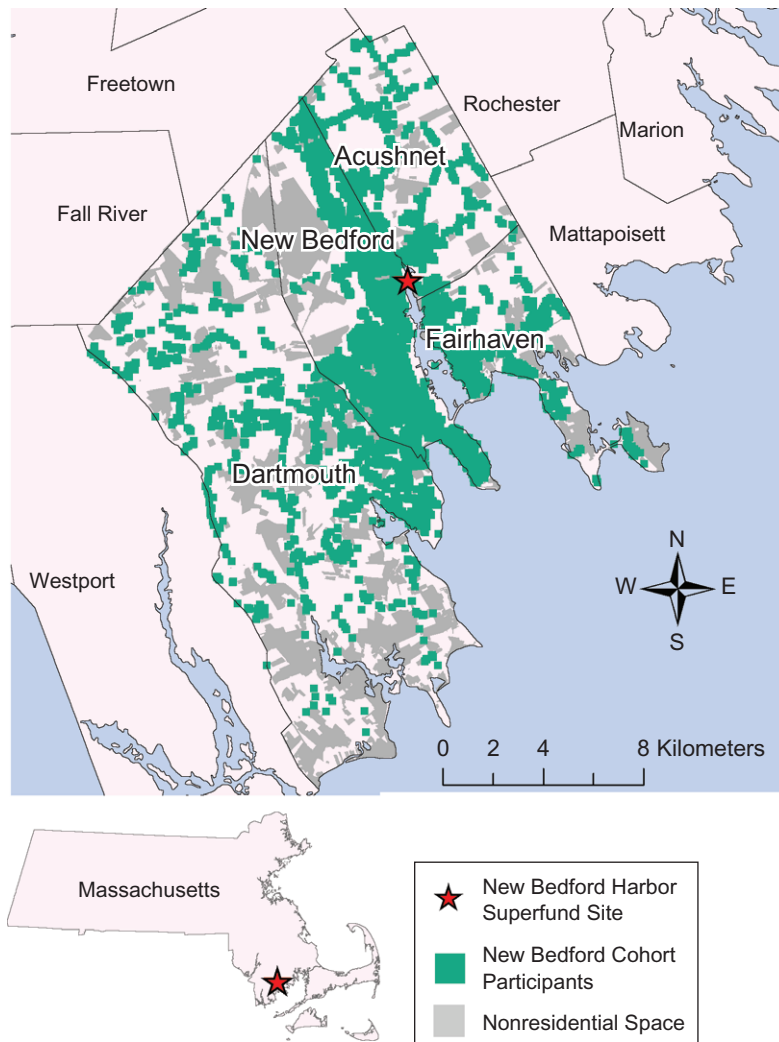 Freetown
Rochester
Marion
Acushnet
Fall River
New Bedford
Mattapoisett
Fairhaven
Dartmouth
N
W
E
S
Westport
0 2 4 8 Kilometers
Massachusetts
New Bedford Harbor
Superfund Site
New Bedford Cohort
Participants
Nonresidential Space